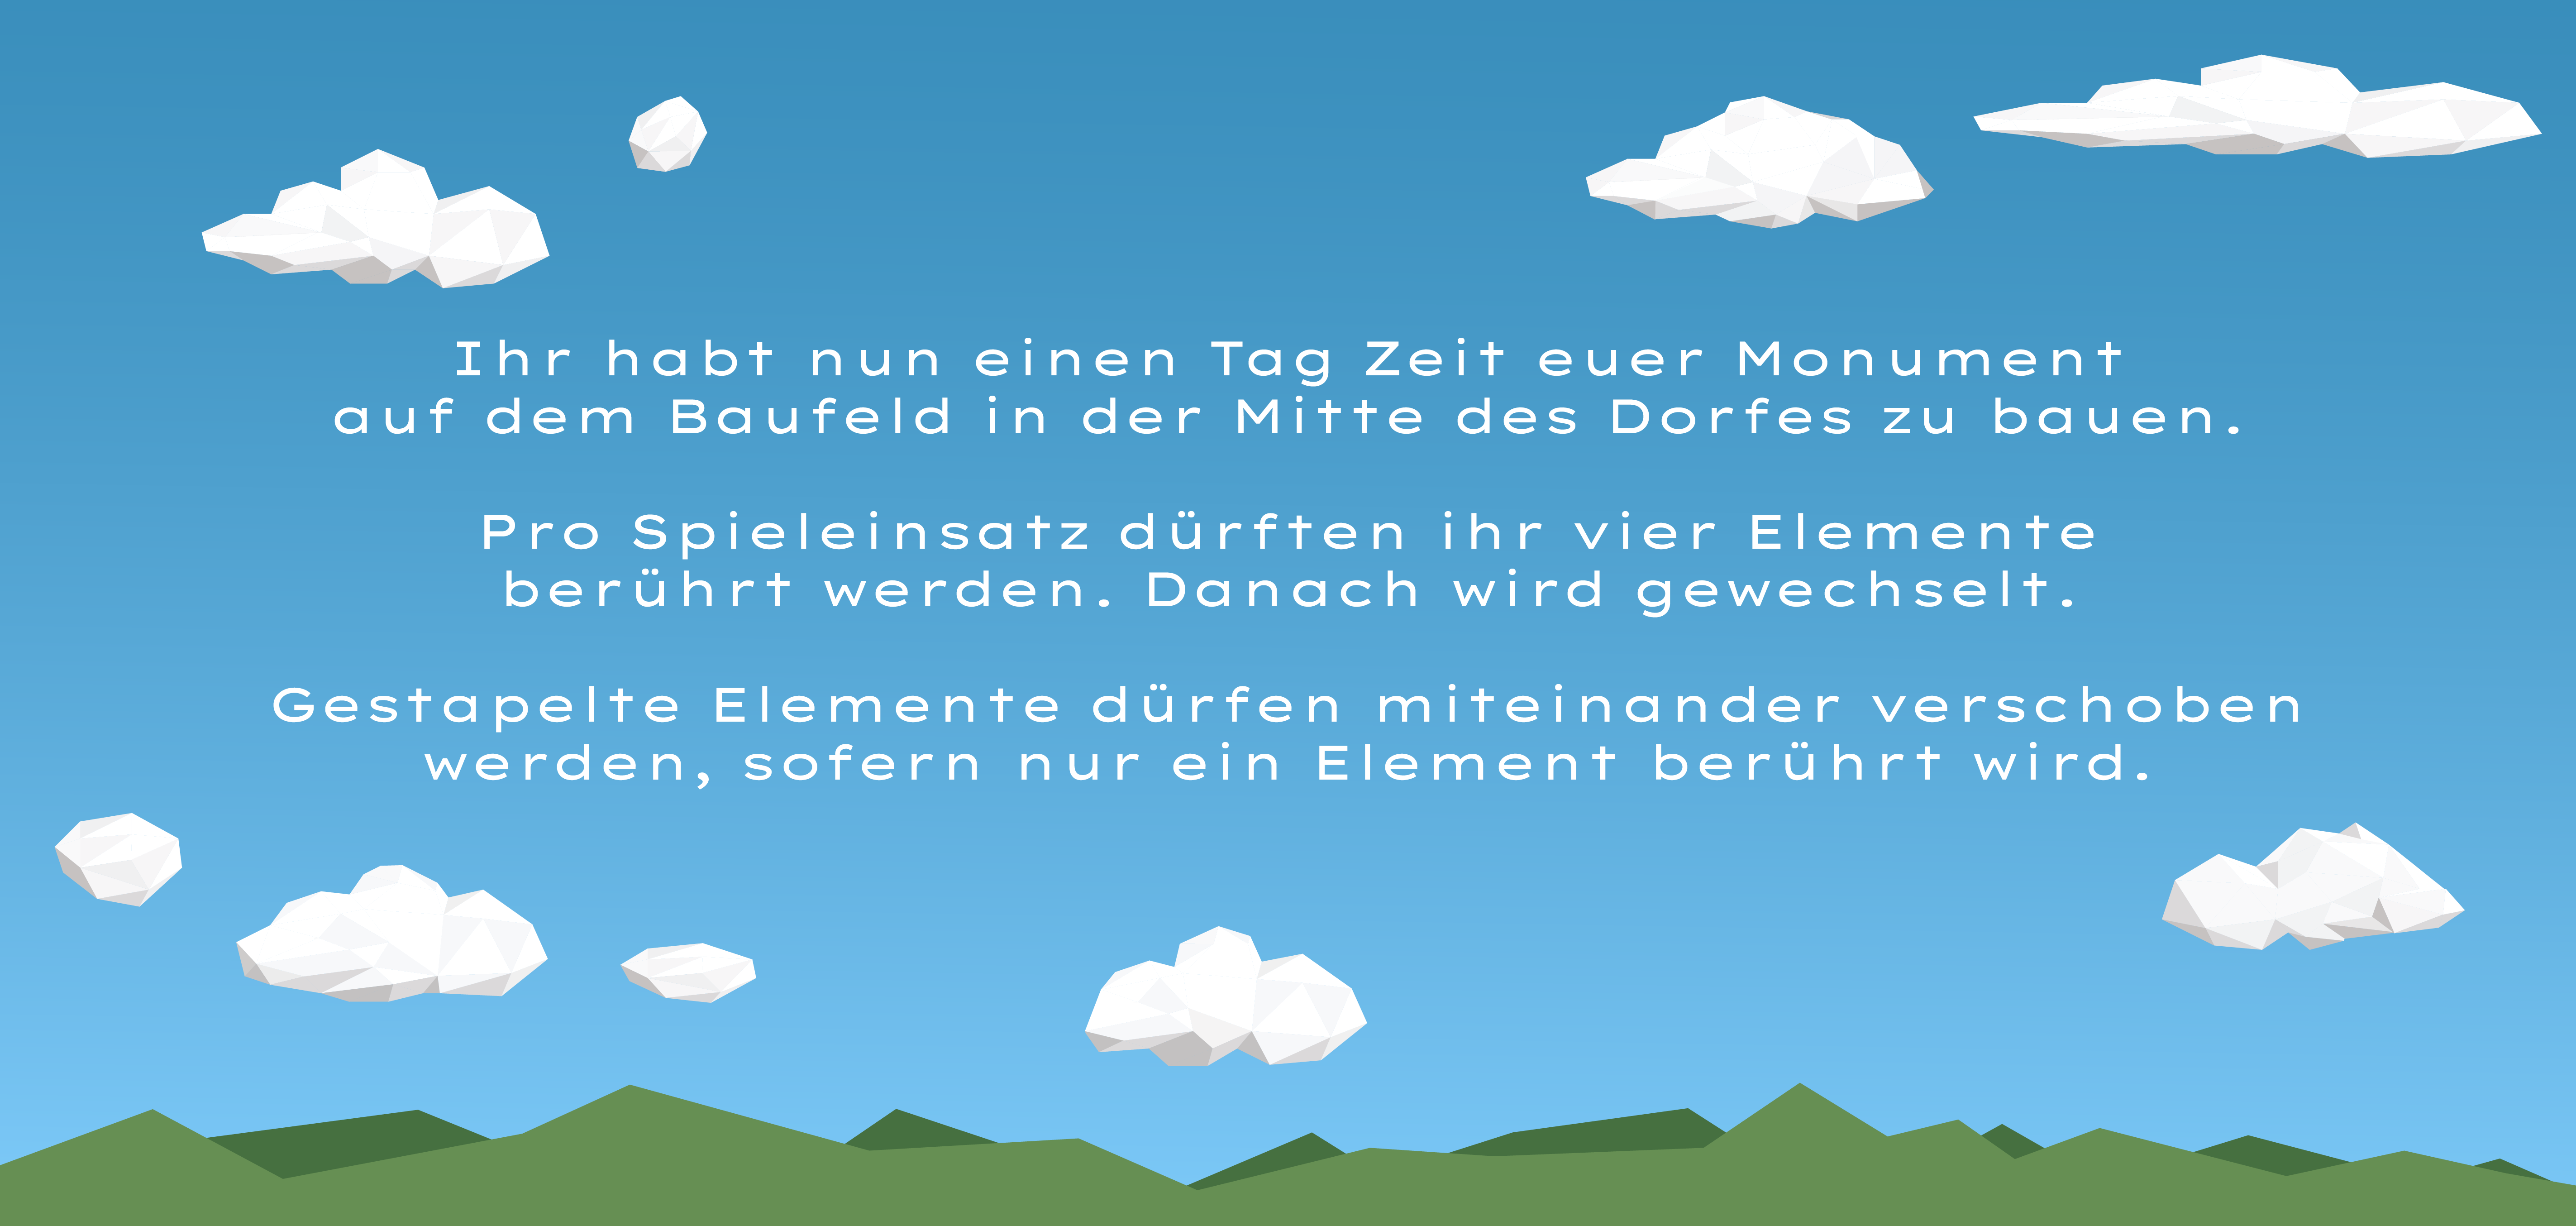 Ihr habt nun einen Tag Zeit euer Monument
auf dem Baufeld in der Mitte des Dorfes zu bauen.
Pro Spieleinsatz dürften ihr vier Elemente
berührt werden. Danach wird gewechselt.
Gestapelte Elemente dürfen miteinander verschoben
werden, sofern nur ein Element berührt wird.